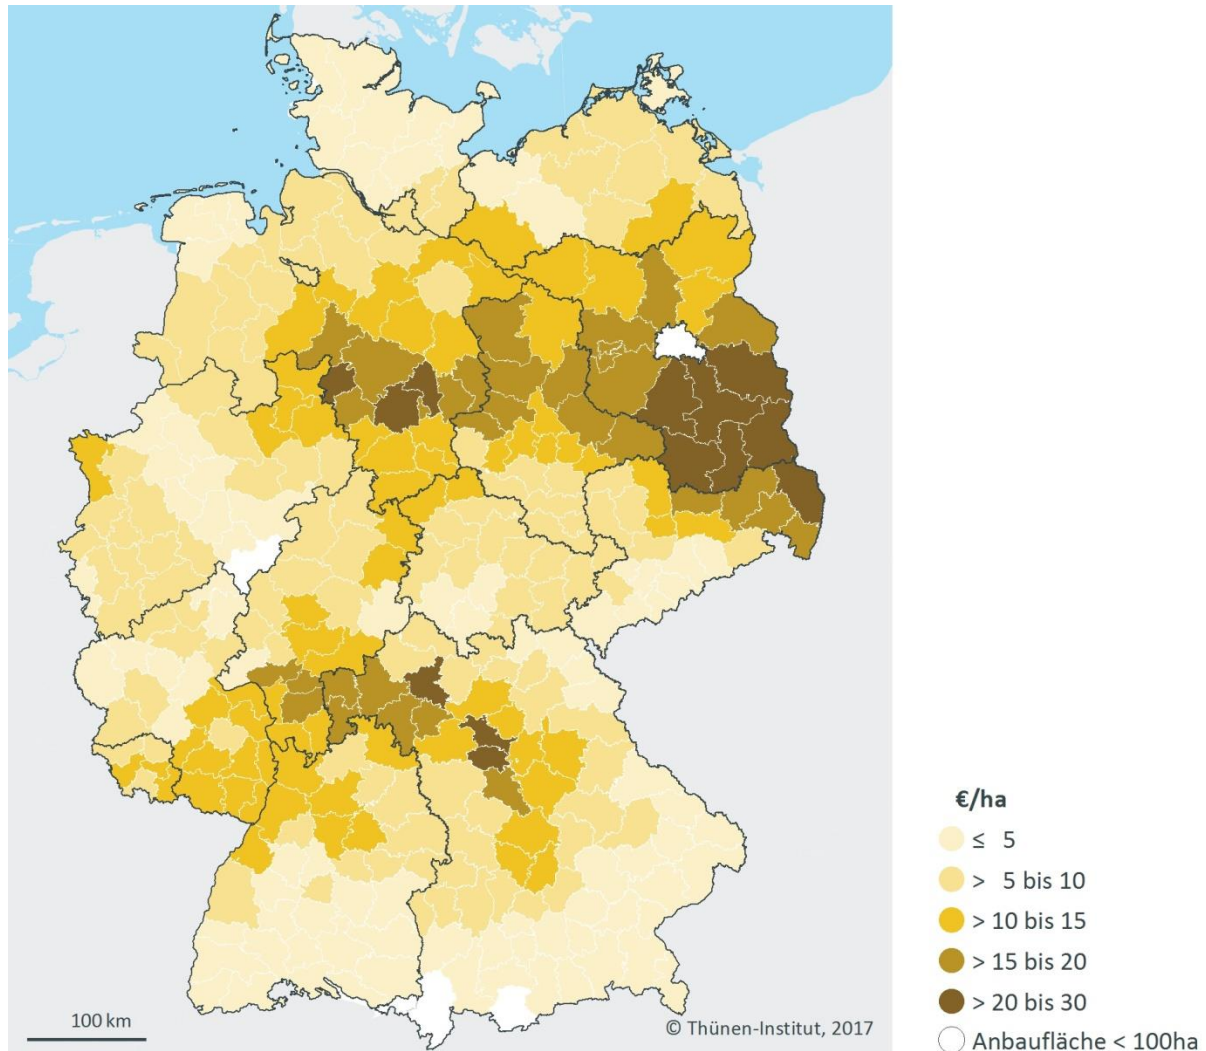 €/ha
≤ 5
> 5 bis 10
> 10 bis 15
> 15 bis 20
> 20 bis 30
Anbaufläche < 100ha
100 km
© Thünen-Institut, 2017